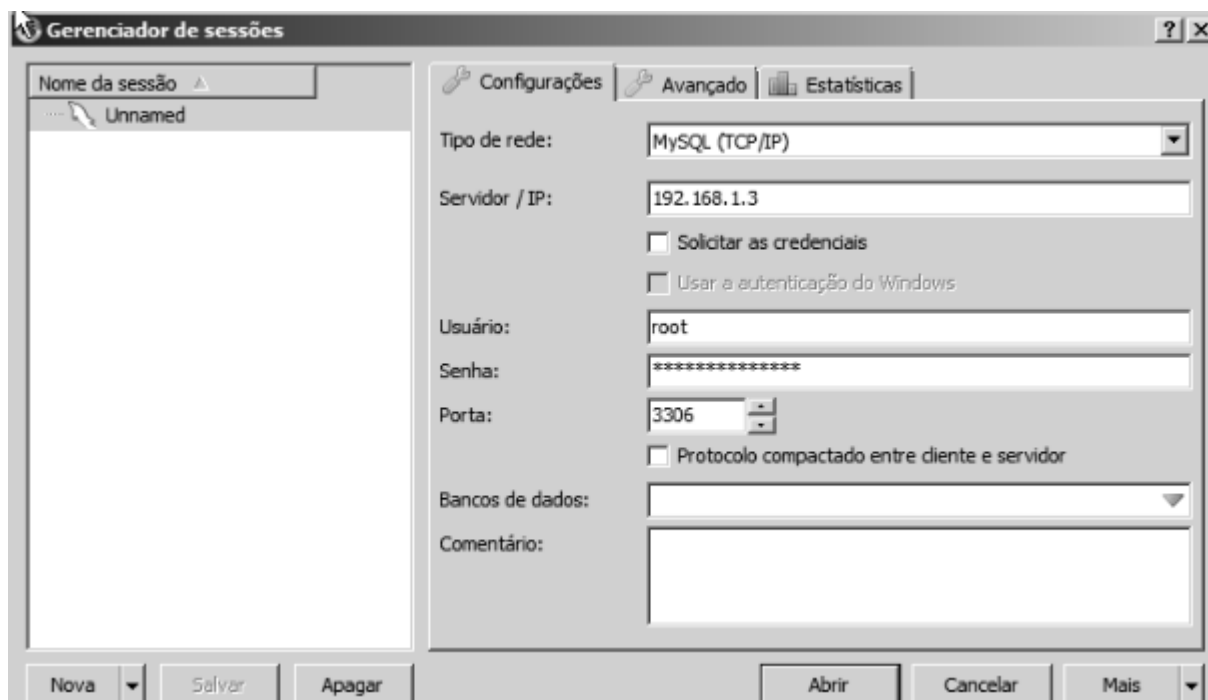 Gerenciador de sessões
Nome da sessão
Unnamed
Configurações
Avançado
Estatísticas
Tipo de rede:
MySQL (TCP/IP)
Servidor / IP:
192.168.1.3
Solicitar as credenciais
Usar a autenticação do Windows
Usuário:
root
Senha:
**************
Porta:
3306
Protocolo compactado entre cliente e servidor
Bancos de dados:
Comentário:
Nova
Salvar
Apagar
Abrir
Cancelar
Mais